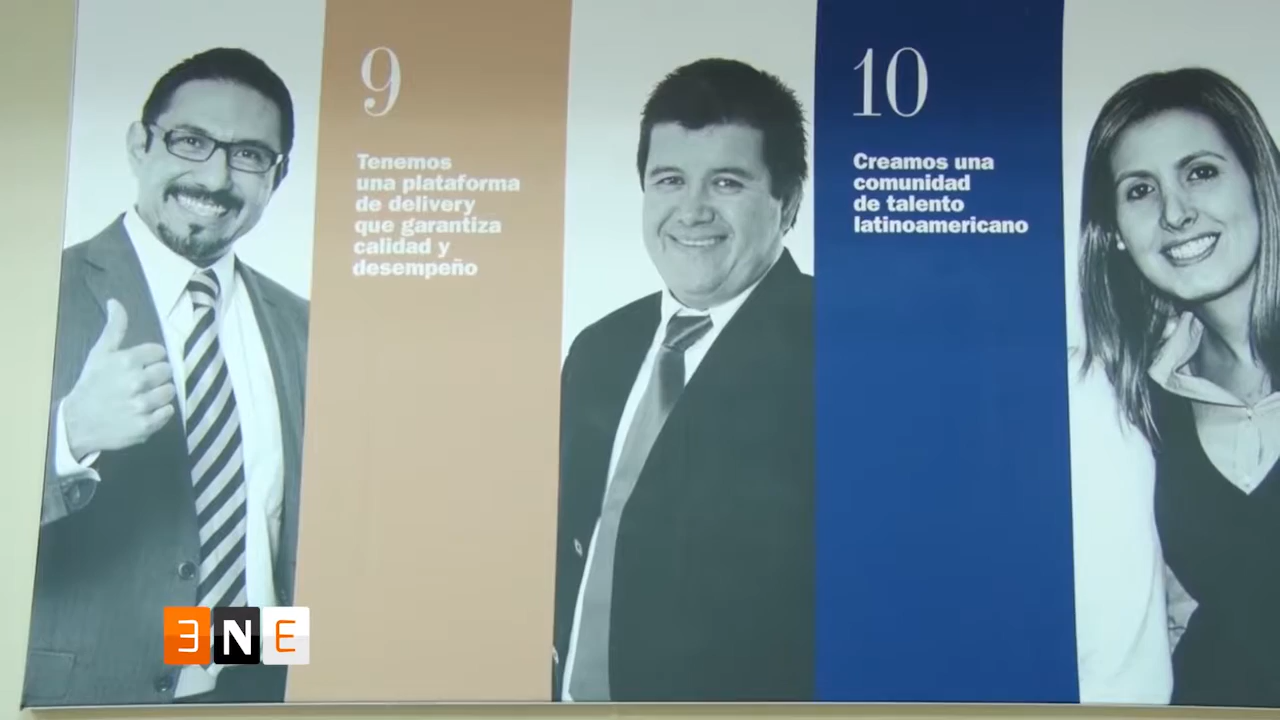 9
Tenemos
una plataforma
de delivery
que garantiza
calidad y
desempeño
10
Creamos una
comunidad
de talento
latinoamericano
ENE